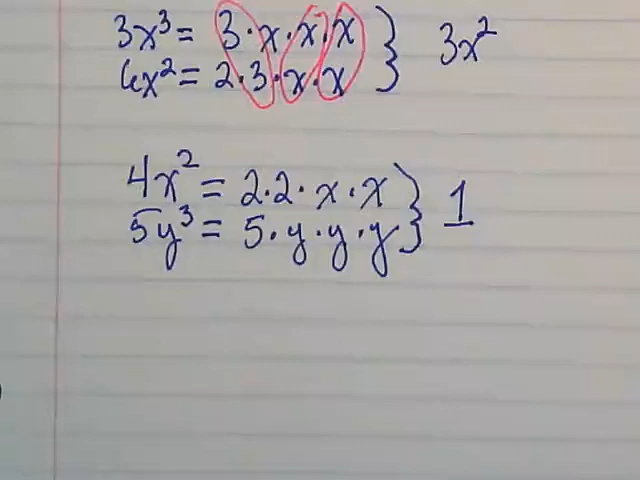 3x³ = 3·x·x·x } 3x²
6x² = 2·3·x·x
4x² = 2·2·x·x } 1
5y³ = 5·y·y·y